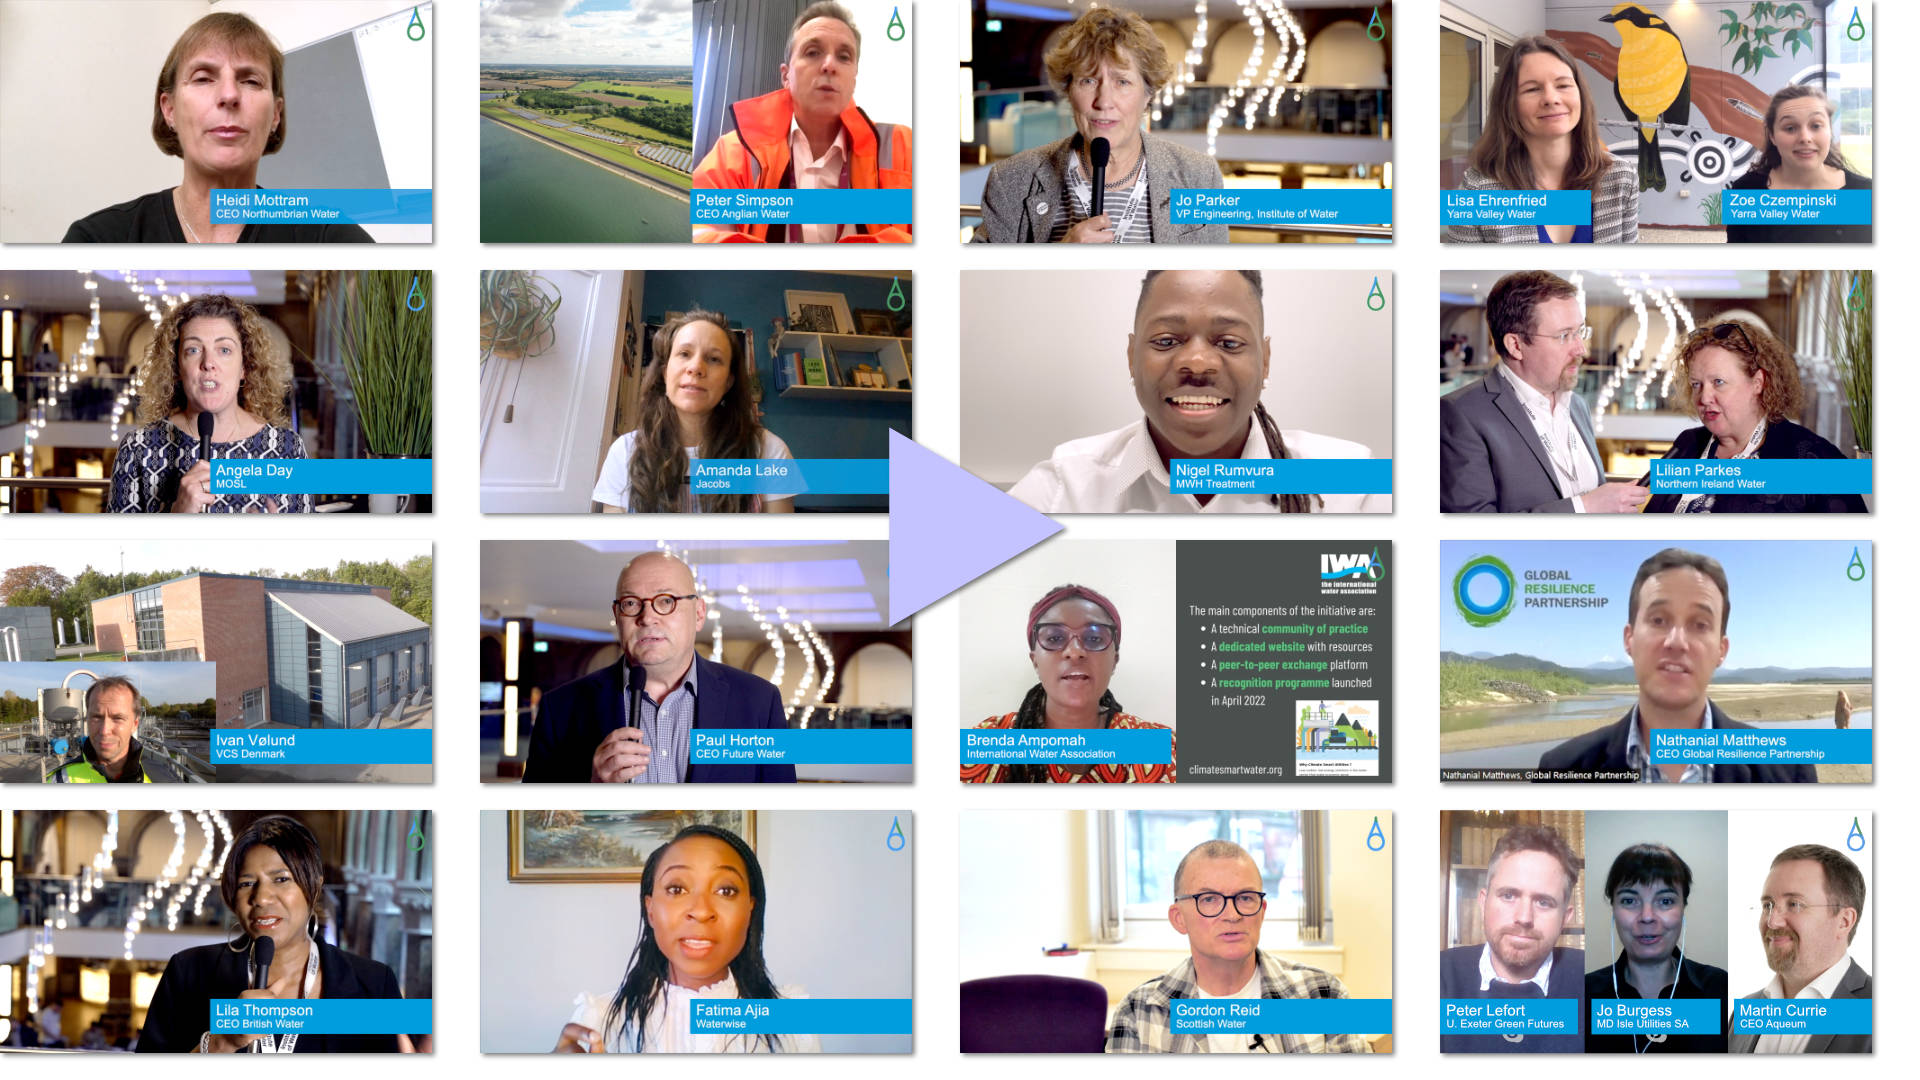 Heidi Mottram
CEO Northumbrian Water
Peter Simpson
CEO Anglian Water
Jo Parker
VP Engineering, Institute of Water
Lisa Ehrenfried
Yarra Valley Water
Zoe Czempinski
Yarra Valley Water
Angela Day
MOSL
Amanda Lake
Jacobs
Nigel Rumvura
MWH Treatment
Lilian Parkes
Northern Ireland Water
Ivan Vølund
VCS Denmark
Paul Horton
CEO Future Water
IWA
the international
water association
The main components of the initiative are:
• A technical community of practice
• A dedicated website with resources
• A peer-to-peer exchange platform
• A recognition programme launched
in April 2022
Why Climate Smart Utilities ?
climatesmartwater.org
Brenda Ampomah
International Water Association
GLOBAL
RESILIENCE
PARTNERSHIP
Nathanial Matthews
CEO Global Resilience Partnership
Nathanial Matthews, Global Resilience Partnership
Lila Thompson
CEO British Water
Fatima Ajia
Waterwise
Gordon Reid
Scottish Water
Peter Lefort
U. Exeter Green Futures
Jo Burgess
MD Isle Utilities SA
Martin Currie
CEO Aqueum